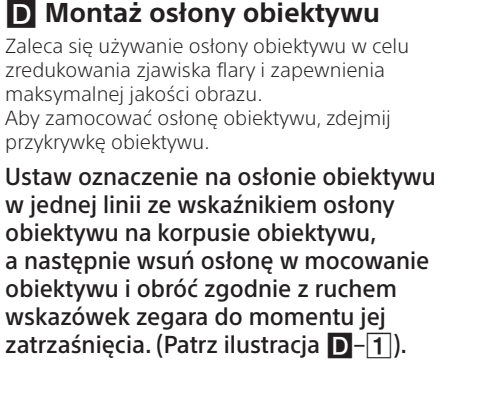 D Montaż osłony obiektywu
Zaleca się używanie osłony obiektywu w celu
zredukowania zjawiska flary i zapewnienia
maksymalnej jakości obrazu.
Aby zamocować osłonę obiektywu, zdejmij
przykrywkę obiektywu.
Ustaw oznaczenie na osłonie obiektywu
w jednej linii ze wskaźnikiem osłony
obiektywu na korpusie obiektywu,
a następnie wsuń osłonę w mocowanie
obiektywu i obróć zgodnie z ruchem
wskazówek zegara do momentu jej
zatrzaśnięcia. (Patrz ilustracja D–1).